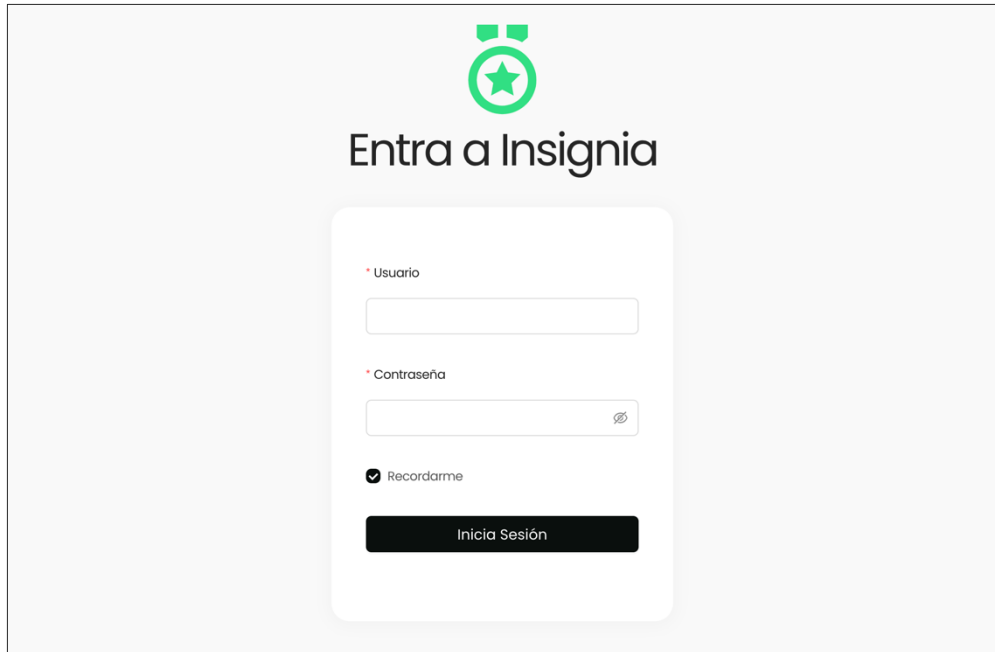 Entra a Insignia
* Usuario
* Contraseña
Recordarme
Inicia Sesión